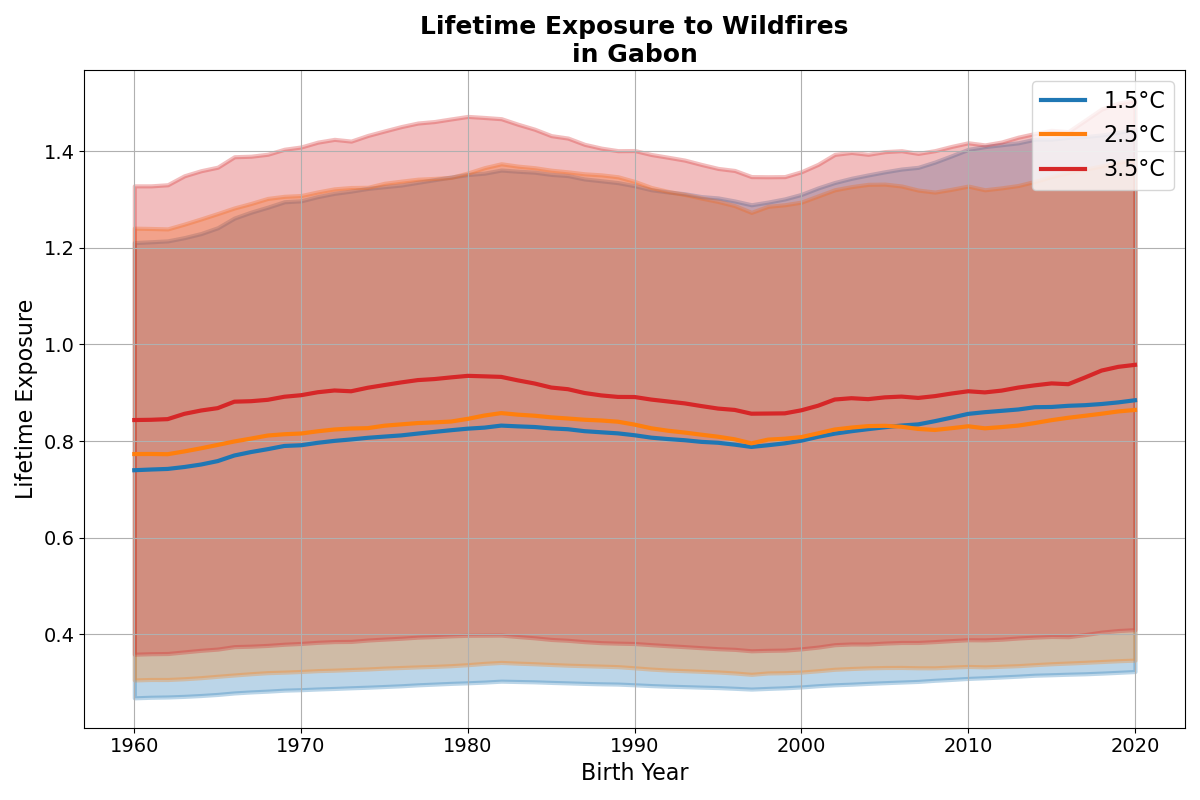 Lifetime Exposure to Wildfires
in Gabon
1.5°C
2.5°C
3.5°C
Lifetime Exposure
1.4
1.2
1.0
0.8
0.6
0.4
1960
1970
1980
1990
2000
2010
2020
Birth Year